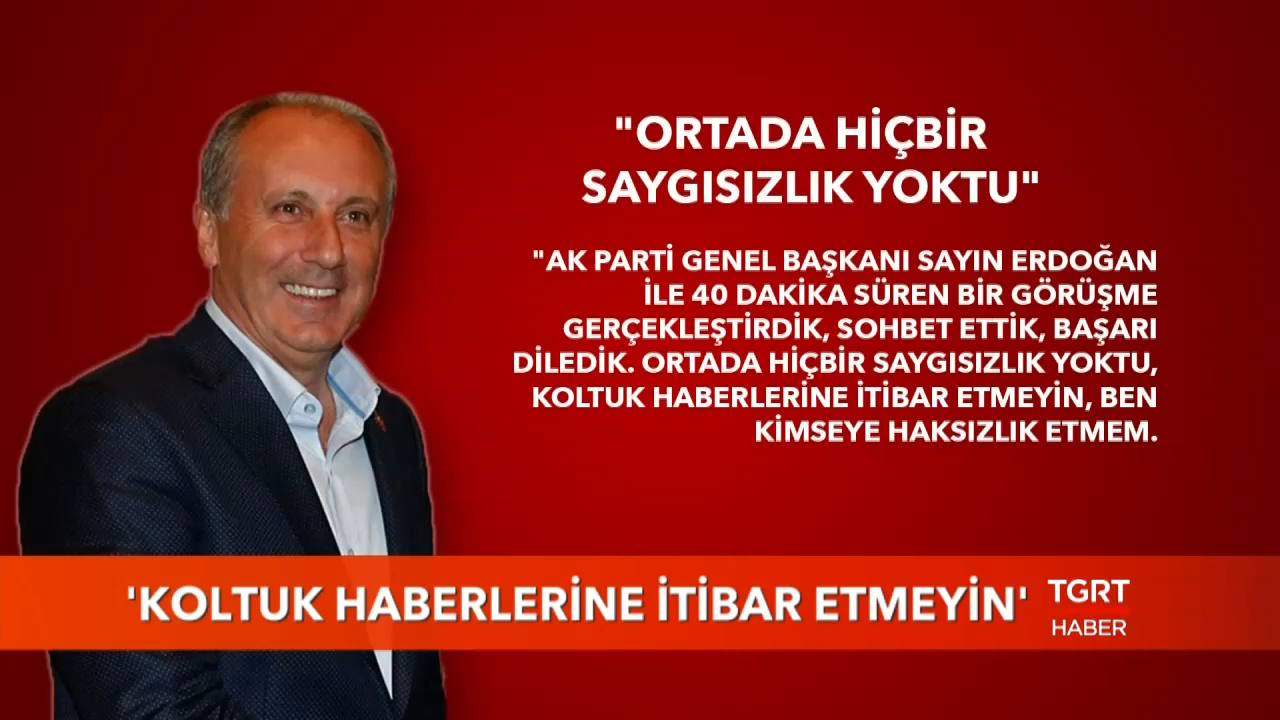 "ORTADA HİÇBİR
SAYGISIZLIK YOKTU"
"AK PARTİ GENEL BAŞKANI SAYIN ERDOĞAN
İLE 40 DAKİKA SÜREN BİR GÖRÜŞME
GERÇEKLEŞTİRDİK, SOHBET ETTİK, BAŞARI
DİLEDİK. ORTADA HİÇBİR SAYGISIZLIK YOKTU,
KOLTUK HABERLERİNE İTİBAR ETMEYİN, BEN
KİMSEYE HAKSIZLIK ETMEM.
'KOLTUK HABERLERİNE İTİBAR ETMEYİN'
TGRT
HABER